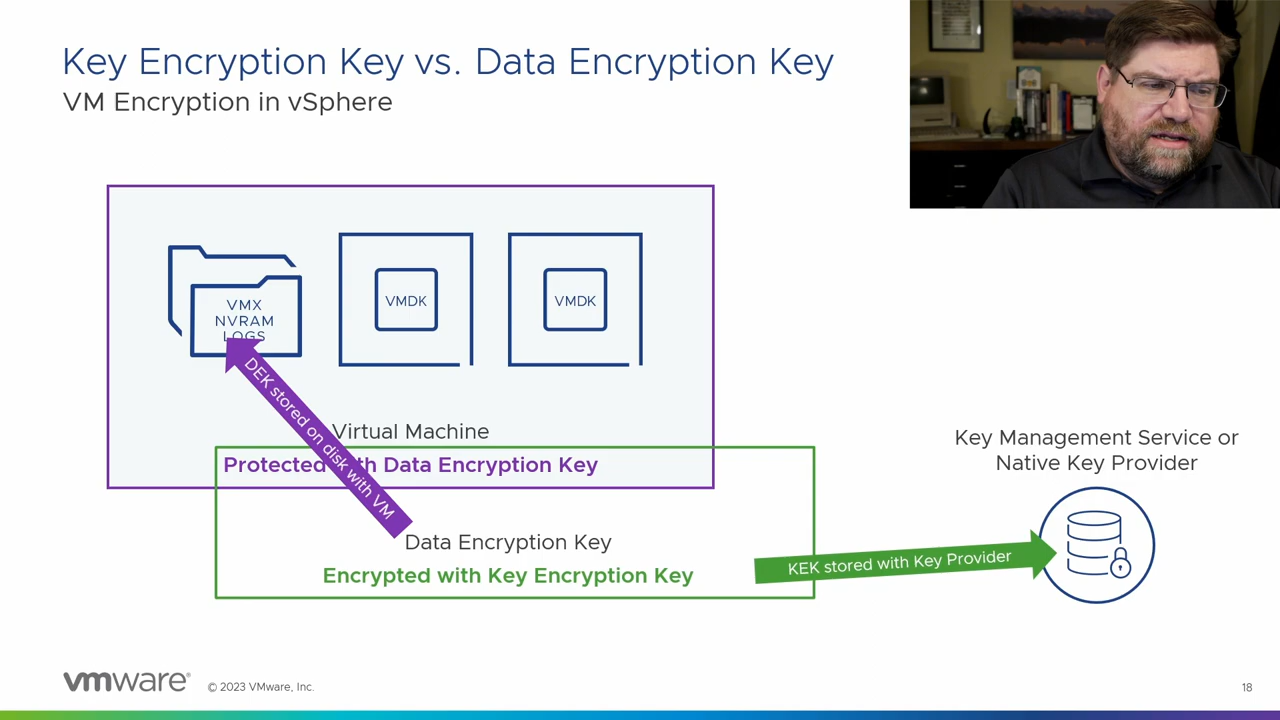 Key Encryption Key vs. Data Encryption Key
VM Encryption in vSphere
VMX
NVRAM
LOGS
VMDK
VMDK
DEK stored on disk with VM
Virtual Machine
Protected with Data Encryption Key
Data Encryption Key
Encrypted with Key Encryption Key
Key Management Service or
Native Key Provider
KEK stored with Key Provider
vmware®
© 2023 VMware, Inc.
18